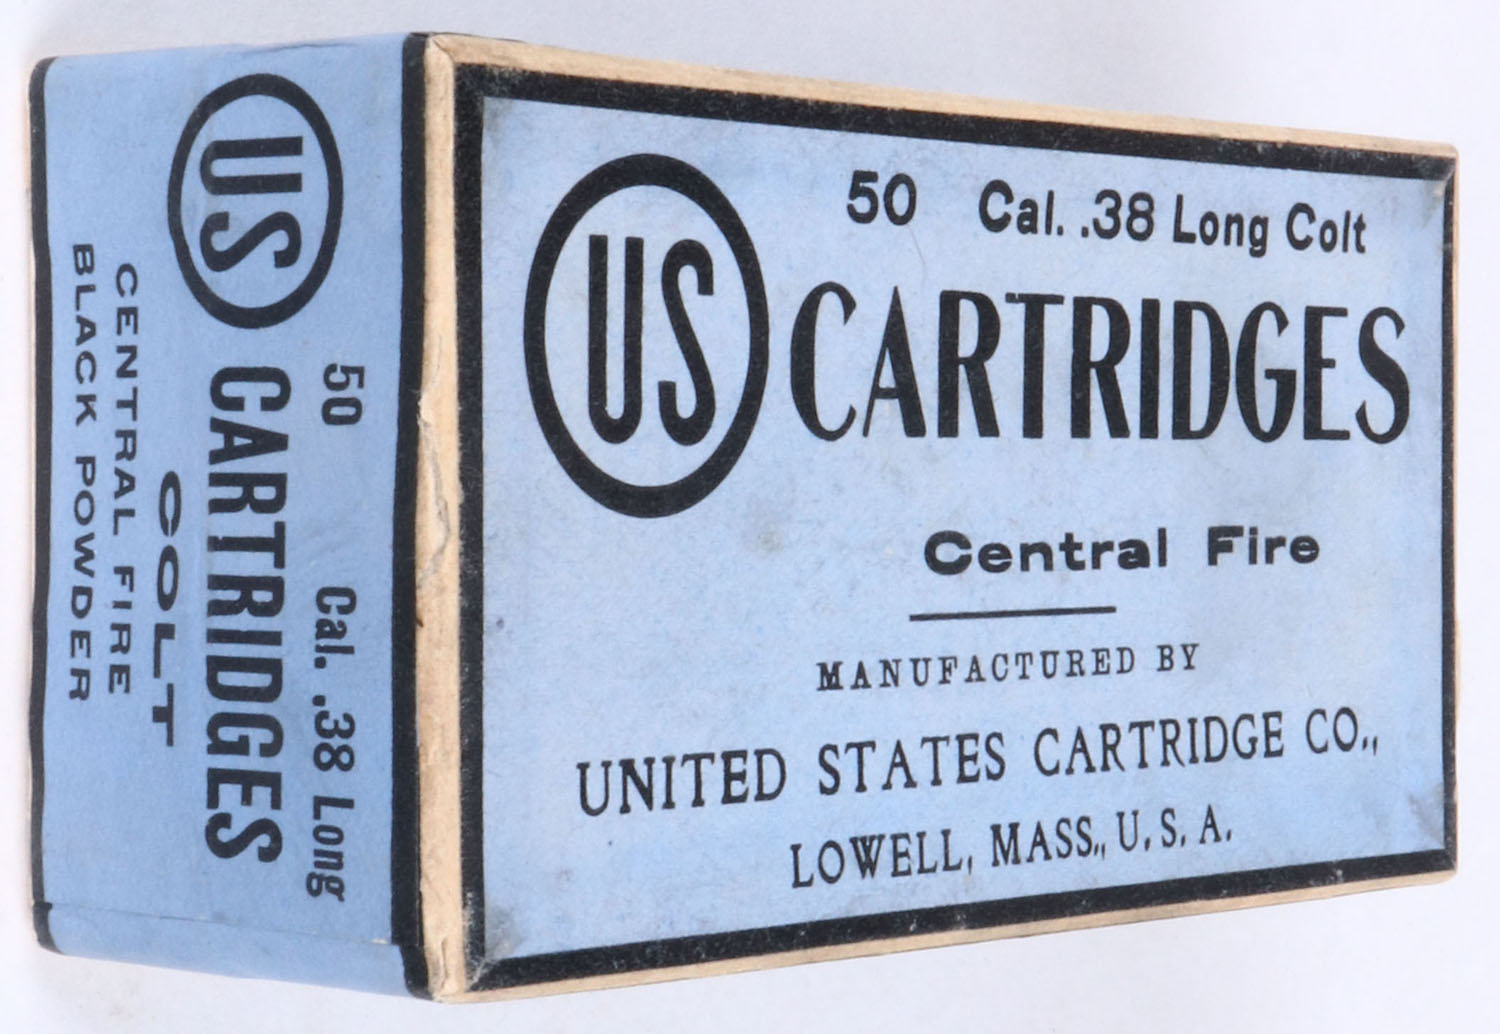 50 Cal. .38 Long Colt
US CARTRIDGES
Central Fire
MANUFACTURED BY
UNITED STATES CARTRIDGE CO.,
LOWELL, MASS., U. S. A.
50 Cal. .38 Long
US CARTRIDGES
COLT
CENTRAL FIRE
BLACK POWDER